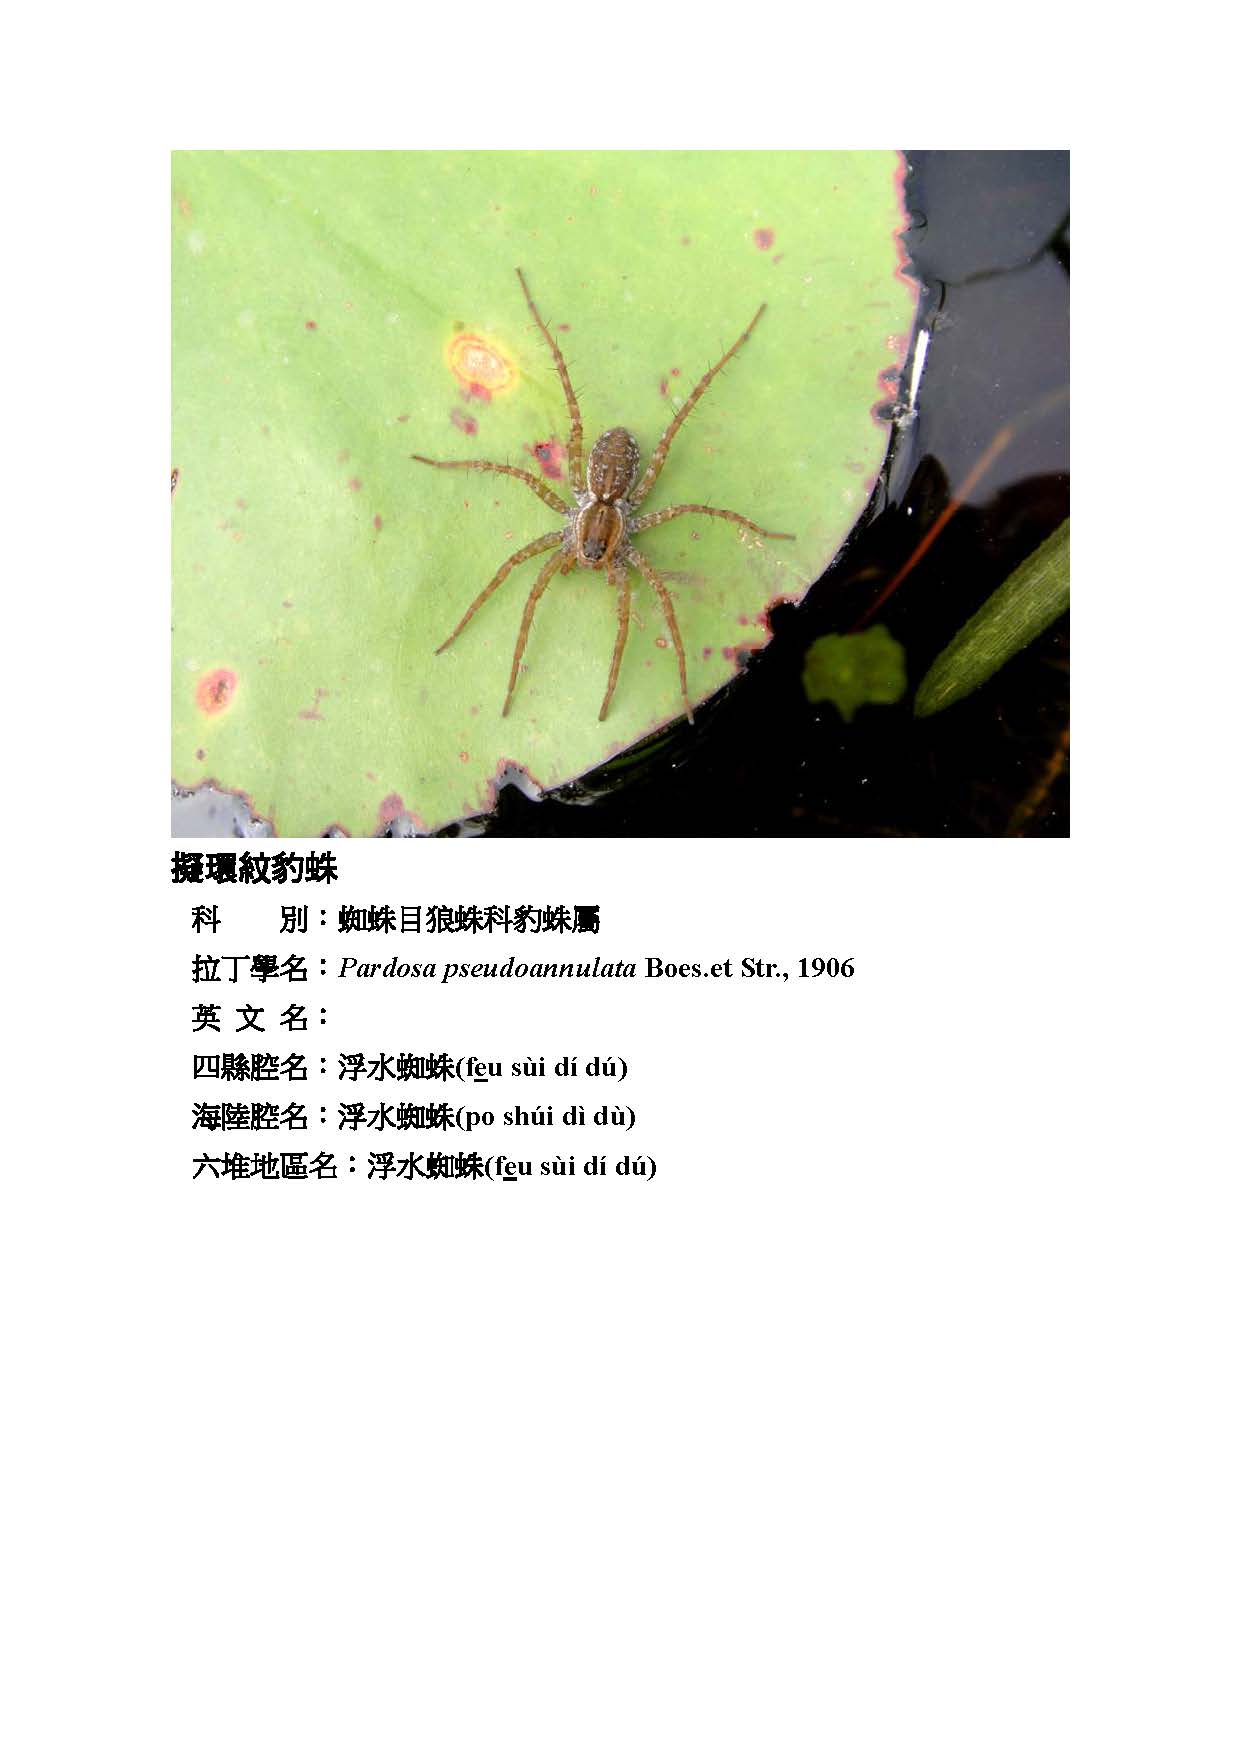 擬環紋豹蛛
科　　別：蜘蛛目狼蛛科豹蛛屬
拉丁學名：Pardosa pseudoannulata Boes.et Str., 1906
英 文 名：
四縣腔名：浮水蜘蛛(feu sùi dí dú)
海陸腔名：浮水蜘蛛(po shúi dì dù)
六堆地區名：浮水蜘蛛(feu sùi dí dú)